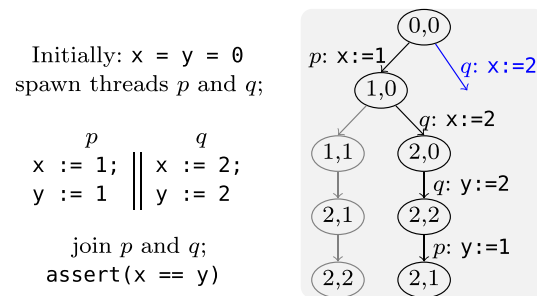 Initially: x = y = 0
spawn threads p and q;
p q
x := 1; x := 2;
y := 1 y := 2
join p and q;
assert(x == y)
0,0
p: x:=1 q: x:=2
1,0
q: x:=2
1,1 2,0
q: y:=2
2,1 2,2
p: y:=1
2,2 2,1